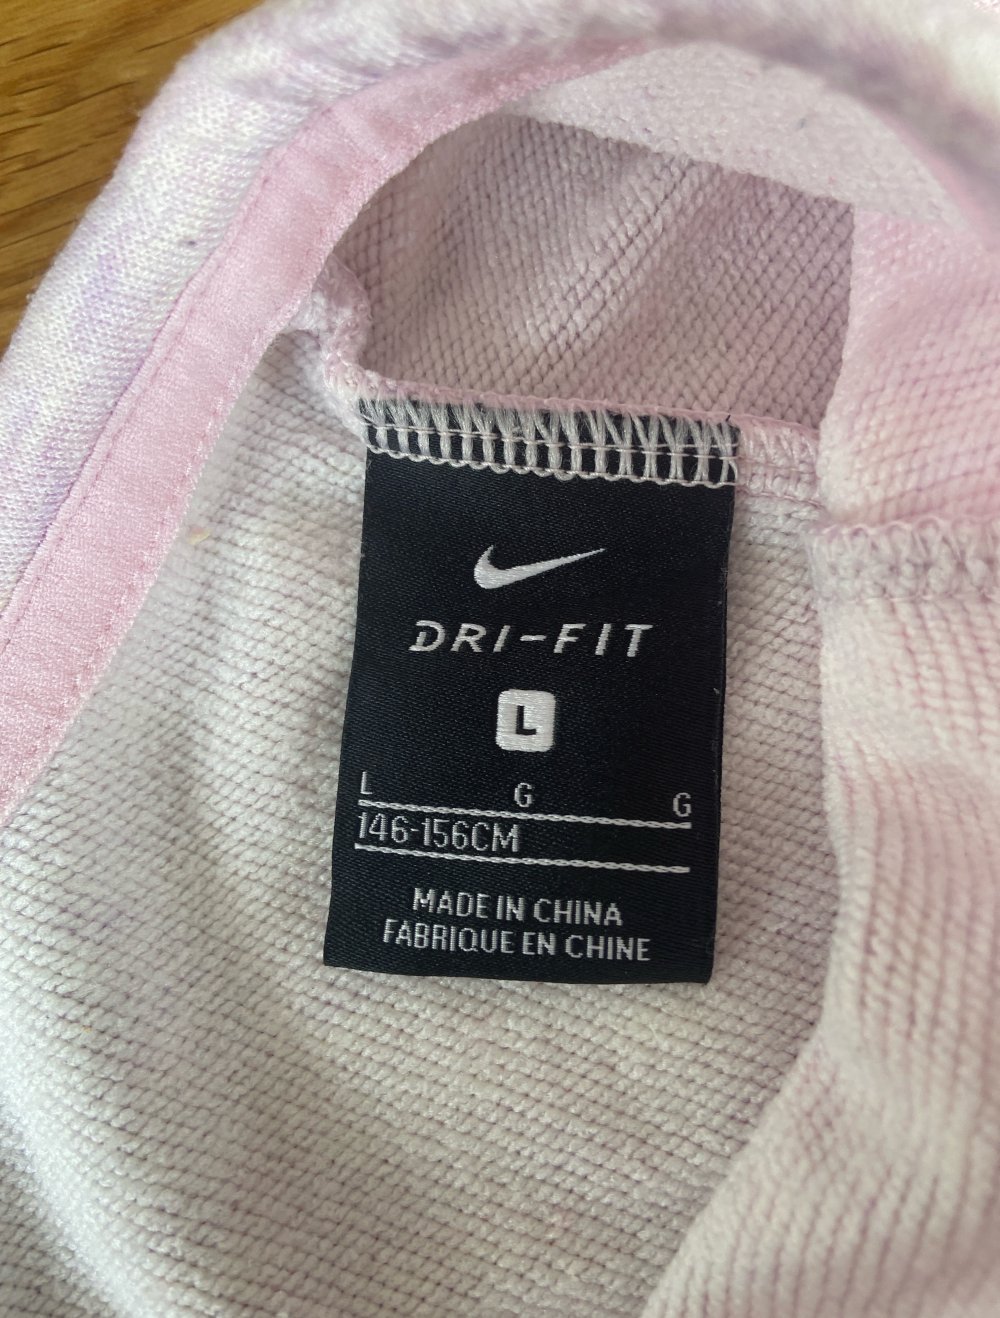 DRI-FIT
L
L G G
146-156CM
MADE IN CHINA
FABRIQUE EN CHINE